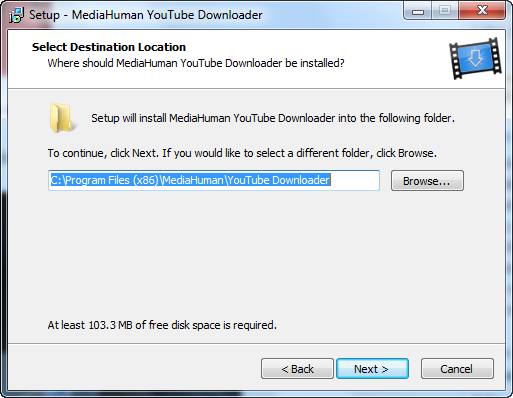 Setup - MediaHuman YouTube Downloader
Select Destination Location
Where should MediaHuman YouTube Downloader be installed?
Setup will install MediaHuman YouTube Downloader into the following folder.
To continue, click Next. If you would like to select a different folder, click Browse.
C:\Program Files (x86)\MediaHuman\YouTube Downloader
Browse...
At least 103.3 MB of free disk space is required.
< Back
Next >
Cancel